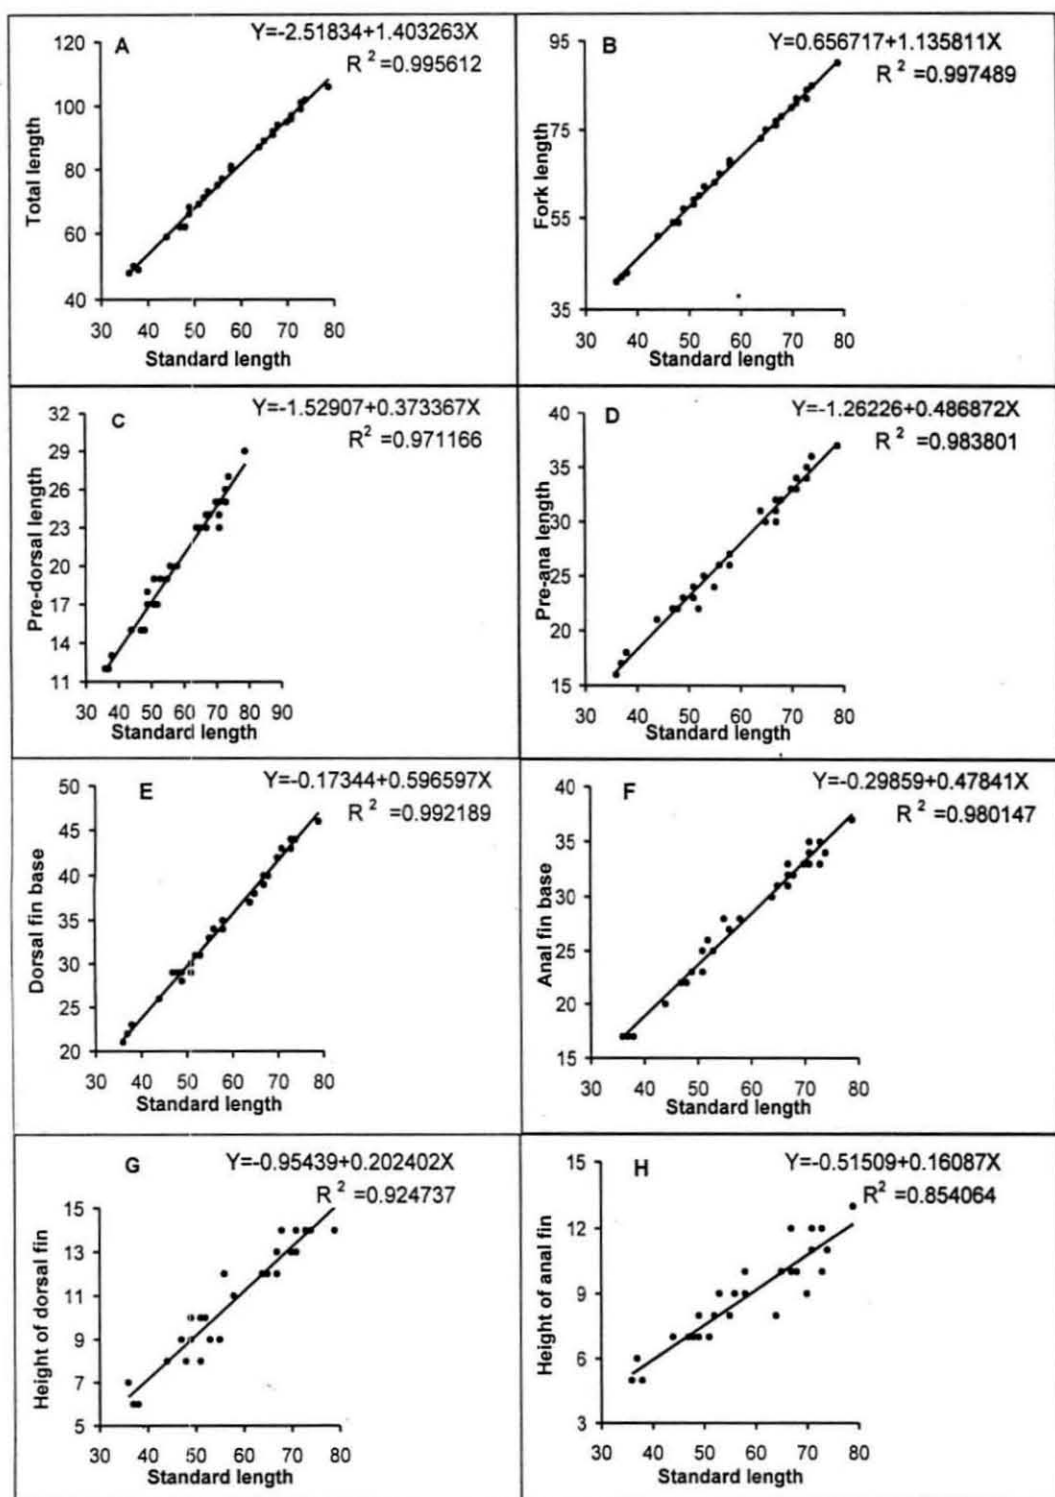 A
Y=-2.51834+1.403263X
R 2 =0.995612
120
100
80
60
40
Total length
30 40 50 60 70 80
Standard length
B
Y=0.656717+1.135811X
R 2 =0.997489
95
75
55
35
Fork length
30 40 50 60 70 80
Standard length
C
Y=-1.52907+0.373367X
R2 =0.971166
32
29
26
23
20
17
14
11
Pre-dorsal length
30 40 50 60 70 80 90
Standard length
D
Y=-1.26226+0.486872X
R 2 =0.983801
40
35
30
25
20
15
Pre-ana length
30 40 50 60 70 80
Standard length
E
Y=-0.17344+0.596597X
R 2 =0.992189
50
45
40
35
30
25
20
Dorsal fin base
30 40 50 60 70 80
Standard length
F
Y=-0.29859+0.47841X
R 2 =0.980147
40
35
30
25
20
15
Anal fin base
30 40 50 60 70 80
Standard length
G
Y=-0.95439+0.202402X
R 2 =0.924737
15
13
11
9
7
5
Height of dorsal fin
30 40 50 60 70 80
Standard length
H
Y=-0.51509+0.16087X
R2 =0.854064
15
12
9
6
3
Height of anal fin
30 40 50 60 70 80
Standard length